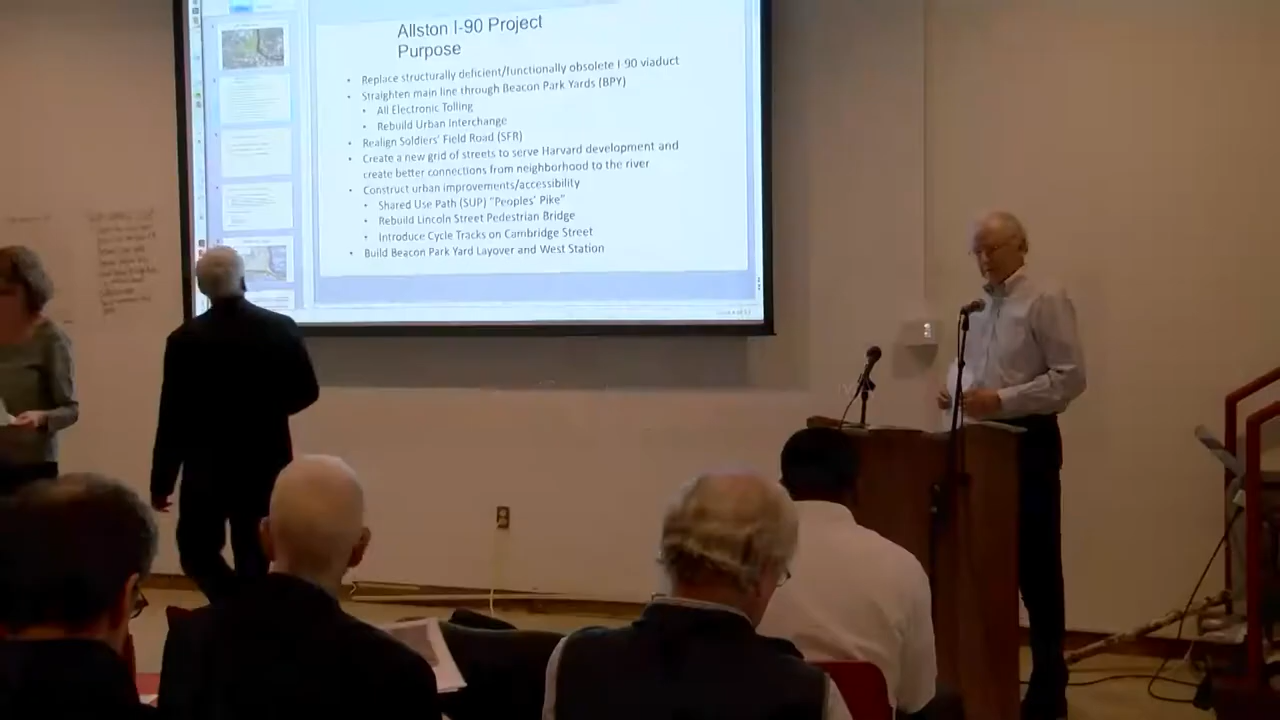 Allston I-90 Project
Purpose
• Replace structurally deficient/functionally obsolete I-90 viaduct
• Straighten main line through Beacon Park Yards (BPY)
• All Electronic Tolling
• Rebuild Urban Interchange
• Realign Soldiers' Field Road (SFR)
• Create a new grid of streets to serve Harvard development and
create better connections from neighborhood to the river
• Construct urban improvements/accessibility
• Shared Use Path (SUP) "Peoples' Pike"
• Rebuild Lincoln Street Pedestrian Bridge
• Introduce Cycle Tracks on Cambridge Street
• Build Beacon Park Yard Layover and West Station